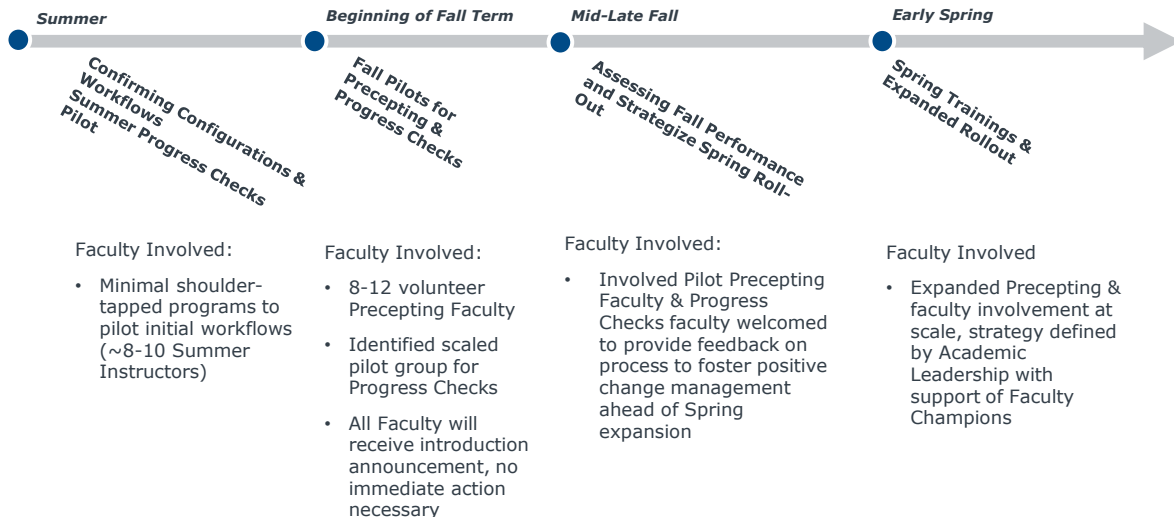 Summer
Beginning of Fall Term
Mid-Late Fall
Early Spring
Confirming Configurations &
Workflows
Summer Progress Checks
Pilot
Fall Pilots for
Precepting &
Progress Checks
Assessing Fall Performance
and Strategize Spring Roll-
Out
Spring Trainings &
Expanded Rollout
Faculty Involved:
• Minimal shoulder-
tapped programs to
pilot initial workflows
(~8-10 Summer
Instructors)
Faculty Involved:
• 8-12 volunteer
Precepting Faculty
• Identified scaled
pilot group for
Progress Checks
• All Faculty will
receive introduction
announcement, no
immediate action
necessary
Faculty Involved:
• Involved Pilot Precepting
Faculty & Progress
Checks faculty welcomed
to provide feedback on
process to foster positive
change management
ahead of Spring
expansion
Faculty Involved
• Expanded Precepting &
faculty involvement at
scale, strategy defined
by Academic
Leadership with
support of Faculty
Champions